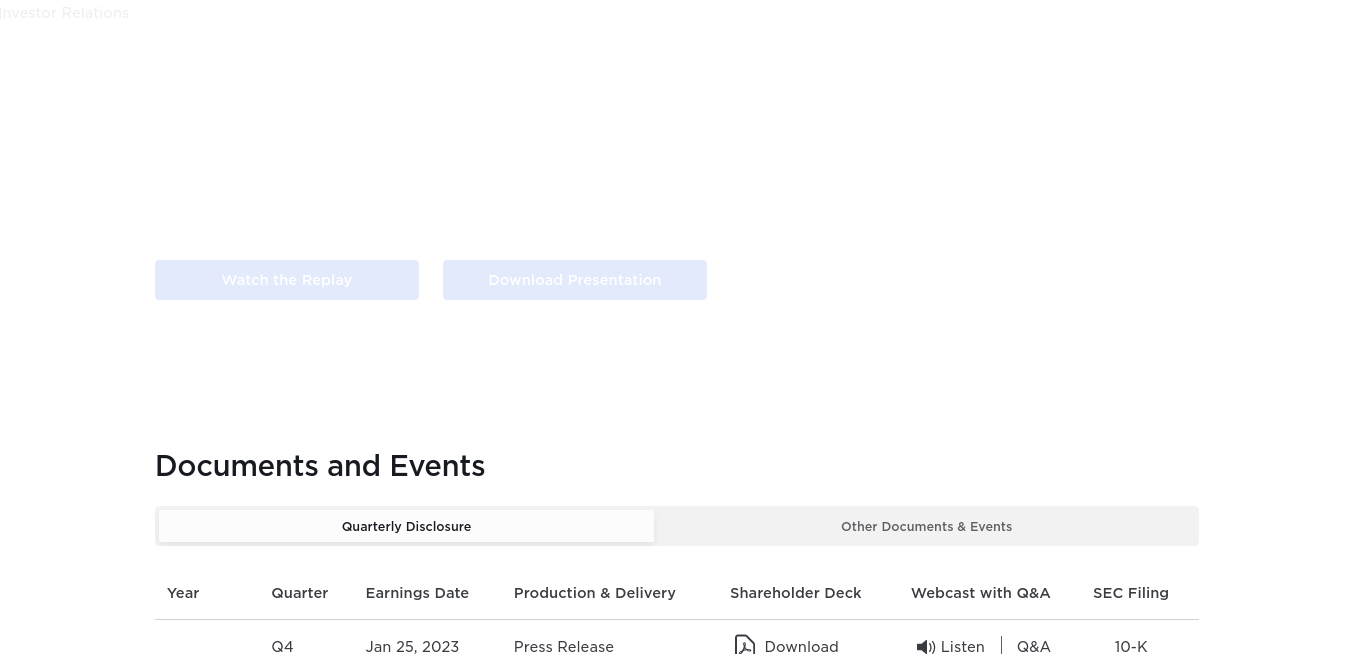 Investor Relations
Watch the Replay Download Presentation
Documents and Events
Quarterly Disclosure Other Documents & Events
Year Quarter Earnings Date Production & Delivery Shareholder Deck Webcast with Q&A SEC Filing
Q4 Jan 25, 2023 Press Release Download Listen Q&A 10-K